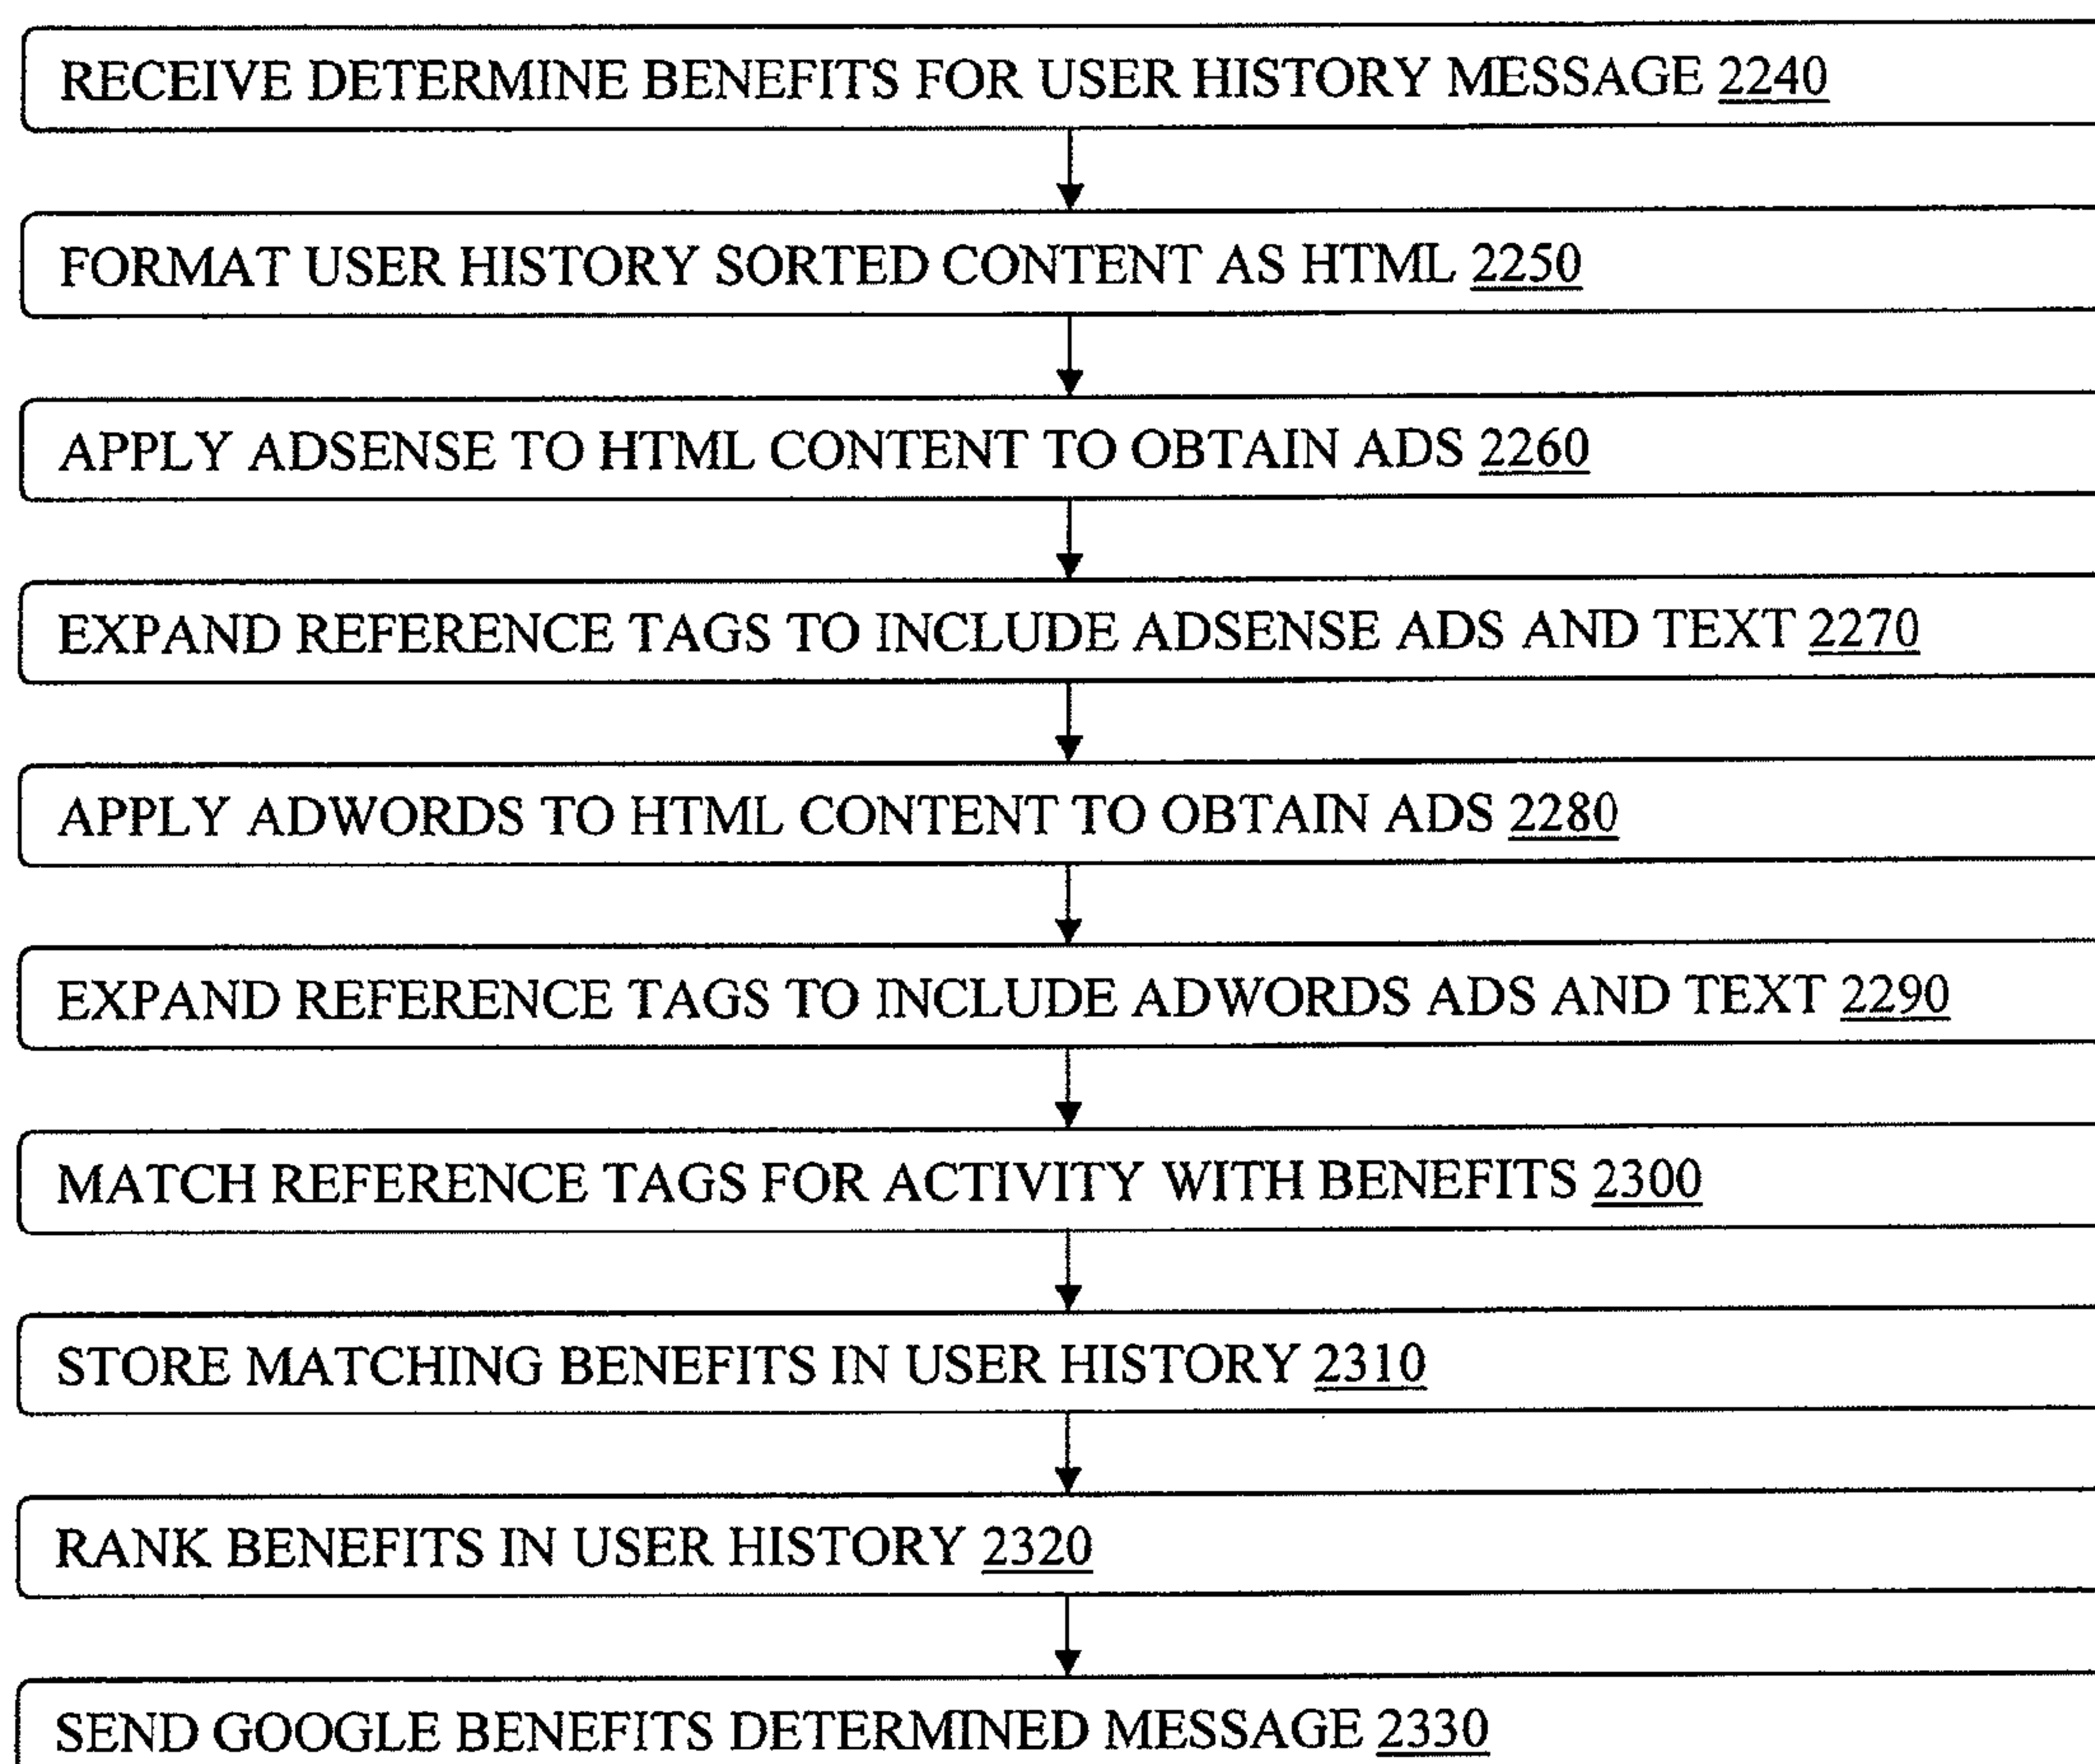 RECEIVE DETERMINE BENEFITS FOR USER HISTORY MESSAGE 2240
FORMAT USER HISTORY SORTED CONTENT AS HTML 2250
APPLY ADSENSE TO HTML CONTENT TO OBTAIN ADS 2260
EXPAND REFERENCE TAGS TO INCLUDE ADSENSE ADS AND TEXT 2270
APPLY ADWORDS TO HTML CONTENT TO OBTAIN ADS 2280
EXPAND REFERENCE TAGS TO INCLUDE ADWORDS ADS AND TEXT 2290
MATCH REFERENCE TAGS FOR ACTIVITY WITH BENEFITS 2300
STORE MATCHING BENEFITS IN USER HISTORY 2310
RANK BENEFITS IN USER HISTORY 2320
SEND GOOGLE BENEFITS DETERMINED MESSAGE 2330